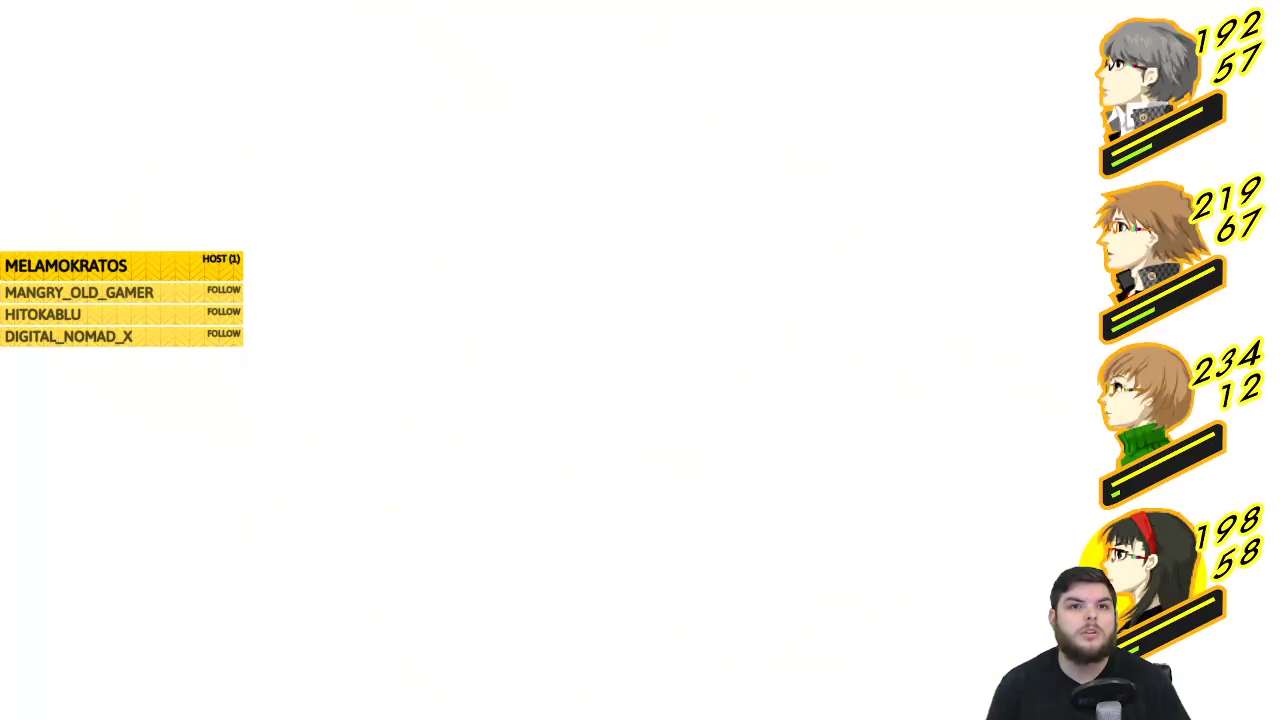 192
57
MELAMOKRATOS HOST (1)
MANGRY_OLD_GAMER FOLLOW
HITOKABLU FOLLOW
DIGITAL_NOMAD_X FOLLOW
219
67
234
12
198
58